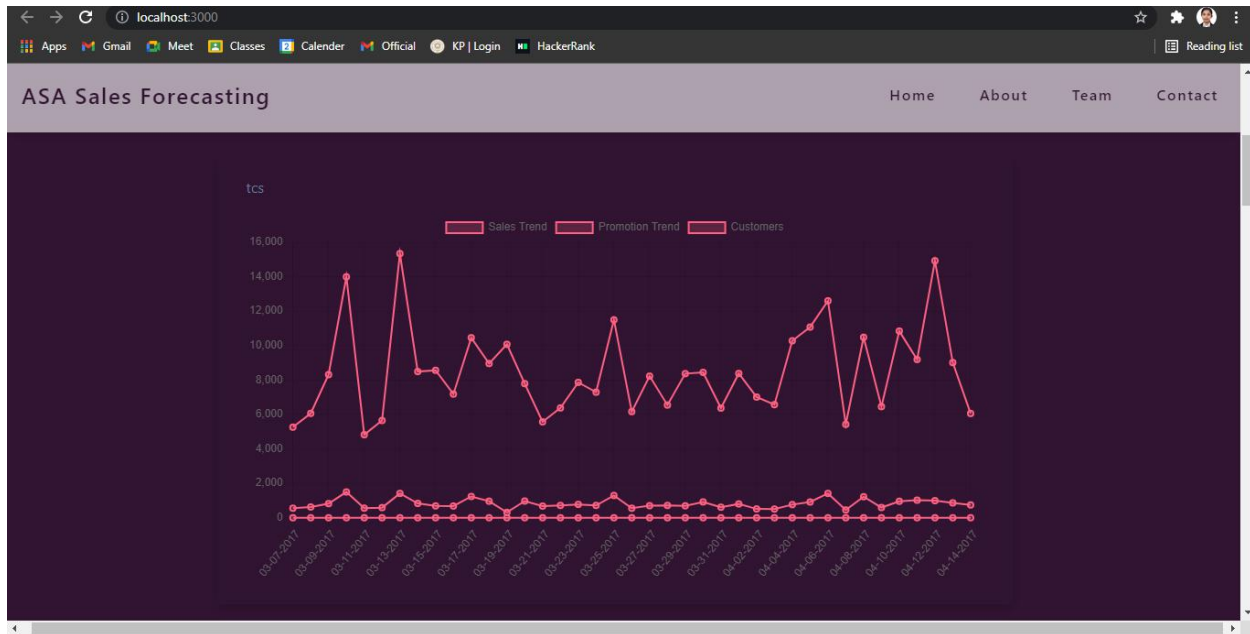 localhost:3000
Apps Gmail Meet Classes Calender Official KP | Login HackerRank Reading list
ASA Sales Forecasting Home About Team Contact
tcs
Sales Trend Promotion Trend Customers
16,000
14,000
12,000
10,000
8,000
6,000
4,000
2,000
0
03-07-2017 03-09-2017 03-11-2017 03-13-2017 03-15-2017 03-17-2017 03-19-2017 03-21-2017 03-23-2017 03-25-2017 03-27-2017 03-29-2017 03-31-2017 04-02-2017 04-04-2017 04-06-2017 04-08-2017 04-10-2017 04-12-2017 04-14-2017